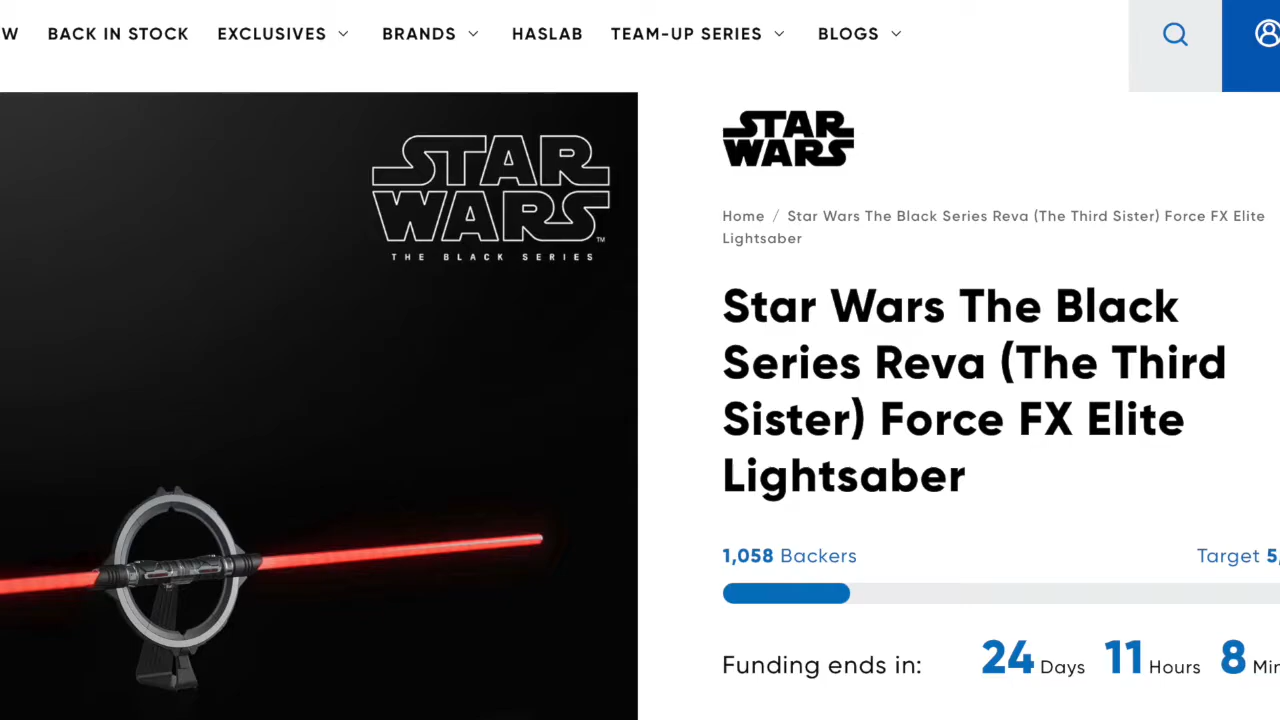 BACK IN STOCK EXCLUSIVES BRANDS HASLAB TEAM-UP SERIES BLOGS
STAR
WARS
TM
THE BLACK SERIES
STAR
WARS
Home / Star Wars The Black Series Reva (The Third Sister) Force FX Elite
Lightsaber
Star Wars The Black
Series Reva (The Third
Sister) Force FX Elite
Lightsaber
1,058 Backers Target
Funding ends in: 24 Days 11 Hours 8